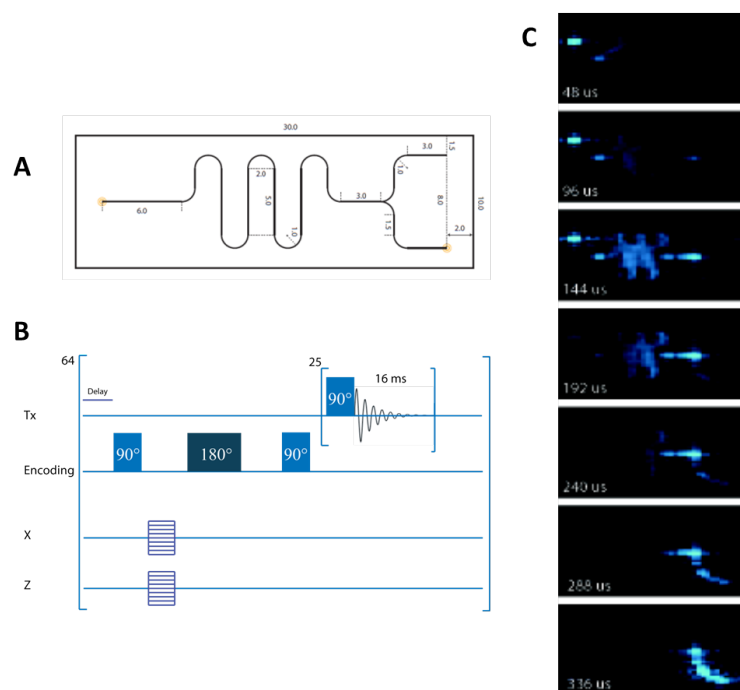 A
30.0
3.0
1.5
1.0
2.0
5.0
6.0
1.0
3.0
1.5
8.0
10.0
2.0
B
64
25
16 ms
Delay
90°
Tx
90°
180°
90°
Encoding
X
Z
C
48 us
96 us
144 us
192 us
240 us
288 us
336 us